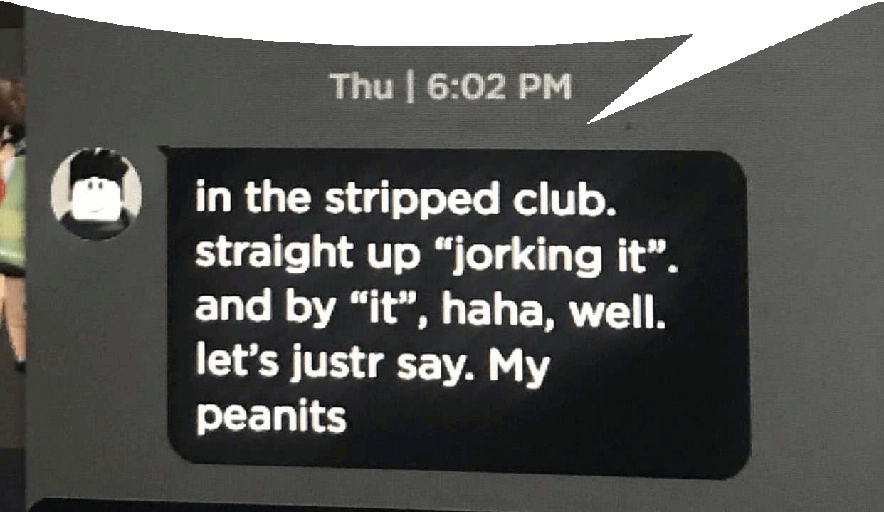 Thu | 6:02 PM
in the stripped club.
straight up “jorking it”.
and by “it”, haha, well.
let’s justr say. My
peanits